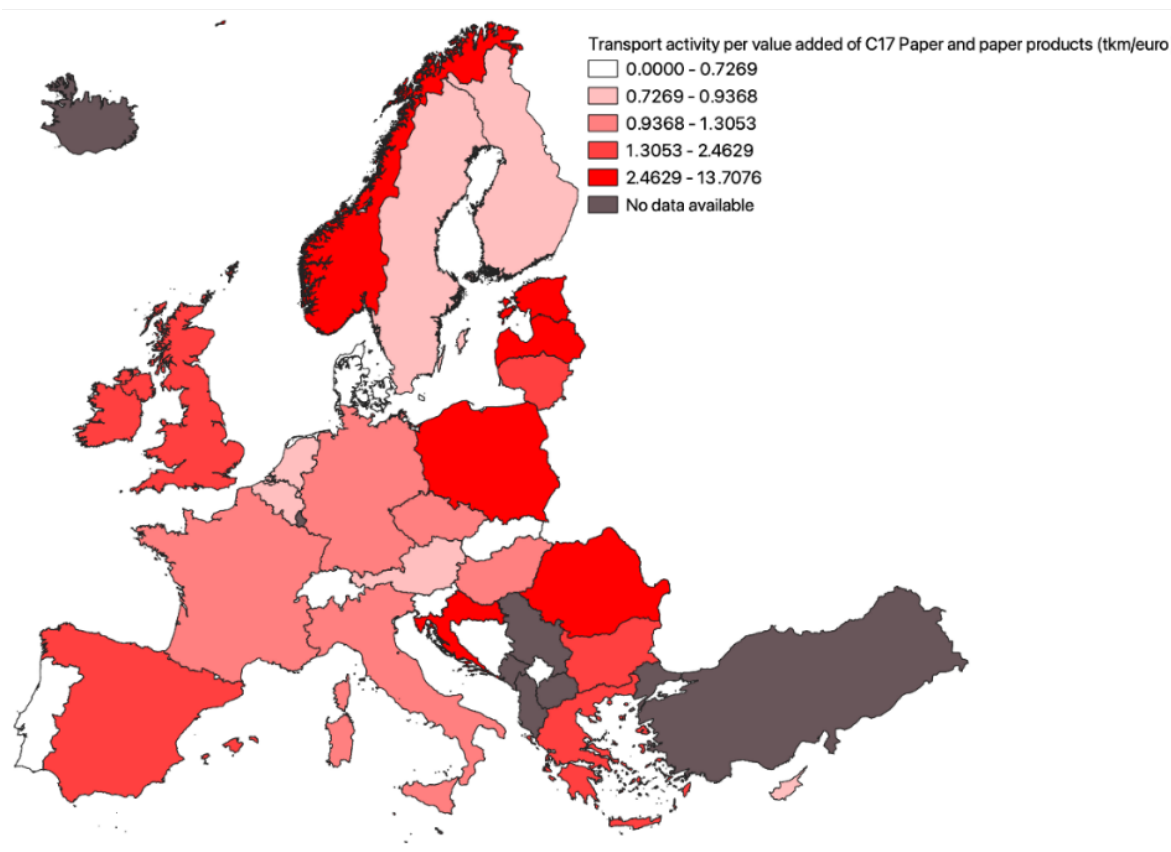 Transport activity per value added of C17 Paper and paper products (tkm/euro
0.0000 - 0.7269
0.7269 - 0.9368
0.9368 - 1.3053
1.3053 - 2.4629
2.4629 - 13.7076
No data available